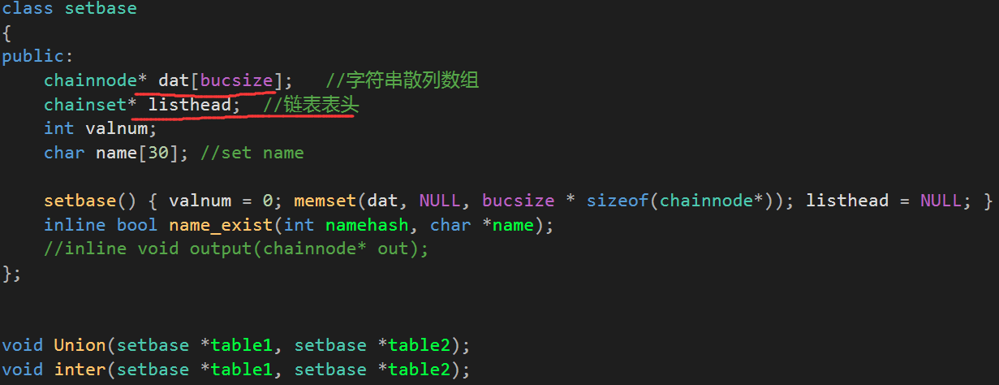 class setbase
{
public:
    chainnode* dat[bucsize];   //字符串散列数组
    chainset* listhead;  //链表表头
    int valnum;
    char name[30]; //set name
    setbase() { valnum = 0; memset(dat, NULL, bucsize * sizeof(chainnode*)); listhead = NULL; }
    inline bool name_exist(int namehash, char *name);
    //inline void output(chainnode* out);
};
void Union(setbase *table1, setbase *table2);
void inter(setbase *table1, setbase *table2);